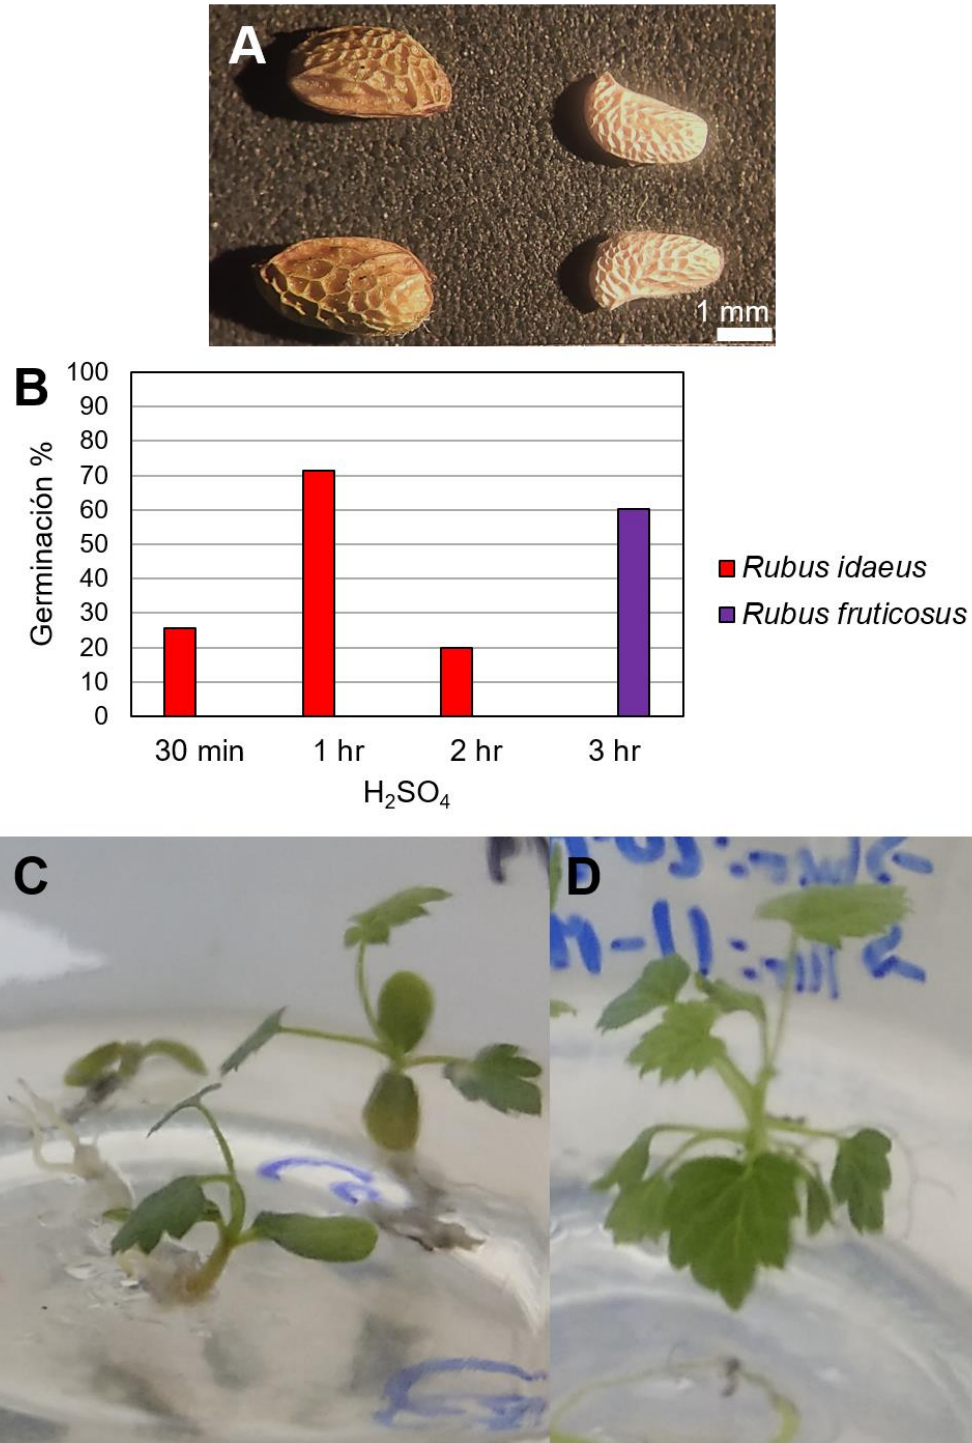 A
1 mm
B
100
90
80
70
60
50
40
30
20
10
0
Germinación %
30 min 1 hr 2 hr 3 hr
H₂SO₄
Rubus idaeus
Rubus fruticosus
C
D